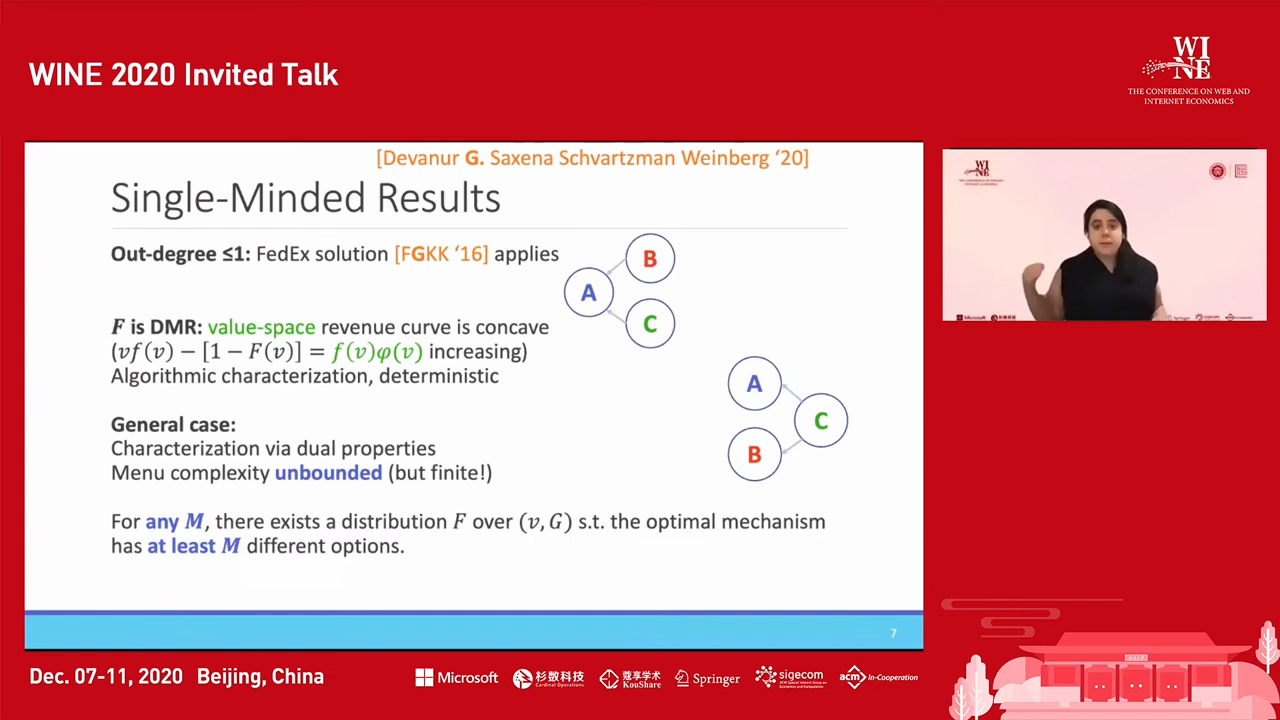 WINE 2020 Invited Talk
WI
NE
THE CONFERENCE ON WEB AND
INTERNET ECONOMICS
[Devanur G. Saxena Schvartzman Weinberg ‘20]
Single-Minded Results
Out-degree ≤1: FedEx solution [FGKK ‘16] applies
B
A
C
F is DMR: value-space revenue curve is concave
(vf(v) − [1 − F(v)] = f(v)φ(v) increasing)
Algorithmic characterization, deterministic
A
C
B
General case:
Characterization via dual properties
Menu complexity unbounded (but finite!)
For any M, there exists a distribution F over (v, G) s.t. the optimal mechanism
has at least M different options.
7
WI
NE
Microsoft
Springer
Dec. 07-11, 2020 Beijing, China
Microsoft
杉数科技
Cardinal Operations
蔻享学术
KouShare
Springer
sigecom
acm In-Cooperation